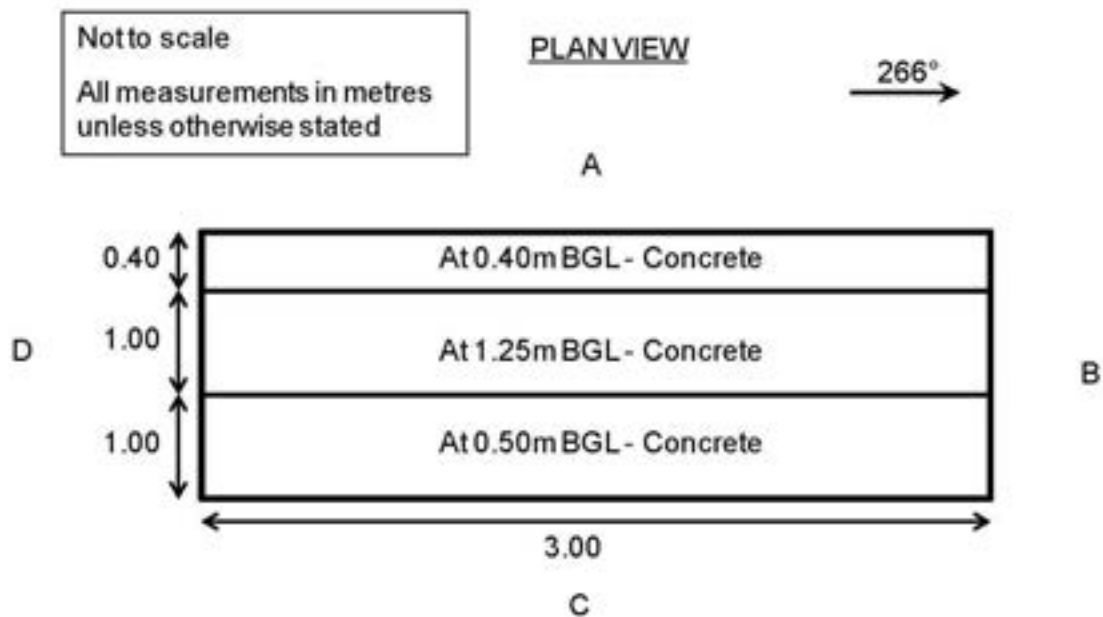 Not to scale
All measurements in metres
unless otherwise stated
PLAN VIEW
266°
A
0.40
At 0.40m BGL - Concrete
D
1.00
At 1.25m BGL - Concrete
B
1.00
At 0.50m BGL - Concrete
3.00
C